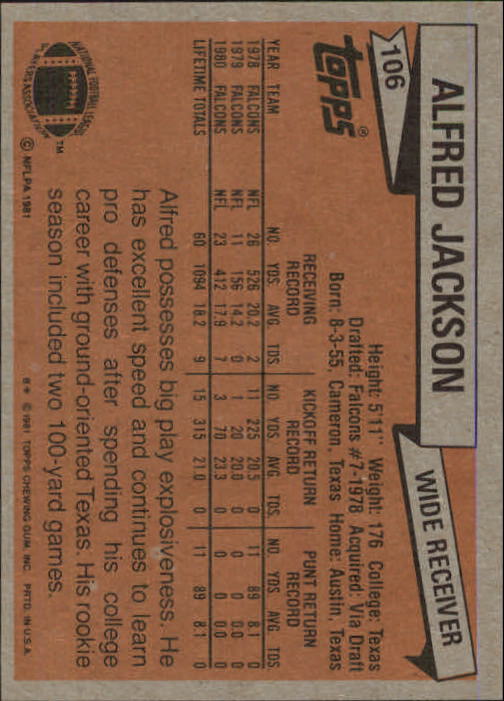 106
ALFRED JACKSON
WIDE RECEIVER
TOPPS®
Height: 5'11" Weight: 176 College: Texas
Drafted: Falcons #7-1978 Acquired: Via Draft
Born: 8-3-55, Cameron, Texas Home: Austin, Texas
RECEIVING RECORD KICKOFF RETURN RECORD PUNT RETURN RECORD
YEAR TEAM NO. YDS. AVG. TDS. NO. YDS. AVG. TDS. NO. YDS. AVG. TDS.
1978 FALCONS NFL 26 526 20.2 2 11 225 20.5 0 11 89 8.1 0
1979 FALCONS NFL 11 156 14.2 0 1 20 20.0 0 0 0 0.0 0
1980 FALCONS NFL 23 412 17.9 7 3 70 23.3 0 0 0 0.0 0
LIFETIME TOTALS 60 1094 18.2 9 15 315 21.0 0 11 89 8.1 0
Alfred possesses big play explosiveness. He
has excellent speed and continues to learn
pro defenses after spending his college
career with ground-oriented Texas. His rookie
season included two 100-yard games.
NATIONAL FOOTBALL LEAGUE
PLAYERS ASSOCIATION
TM
© NFLPA 1981
© 1981 TOPPS CHEWING GUM, INC. PRTD. IN U.S.A.